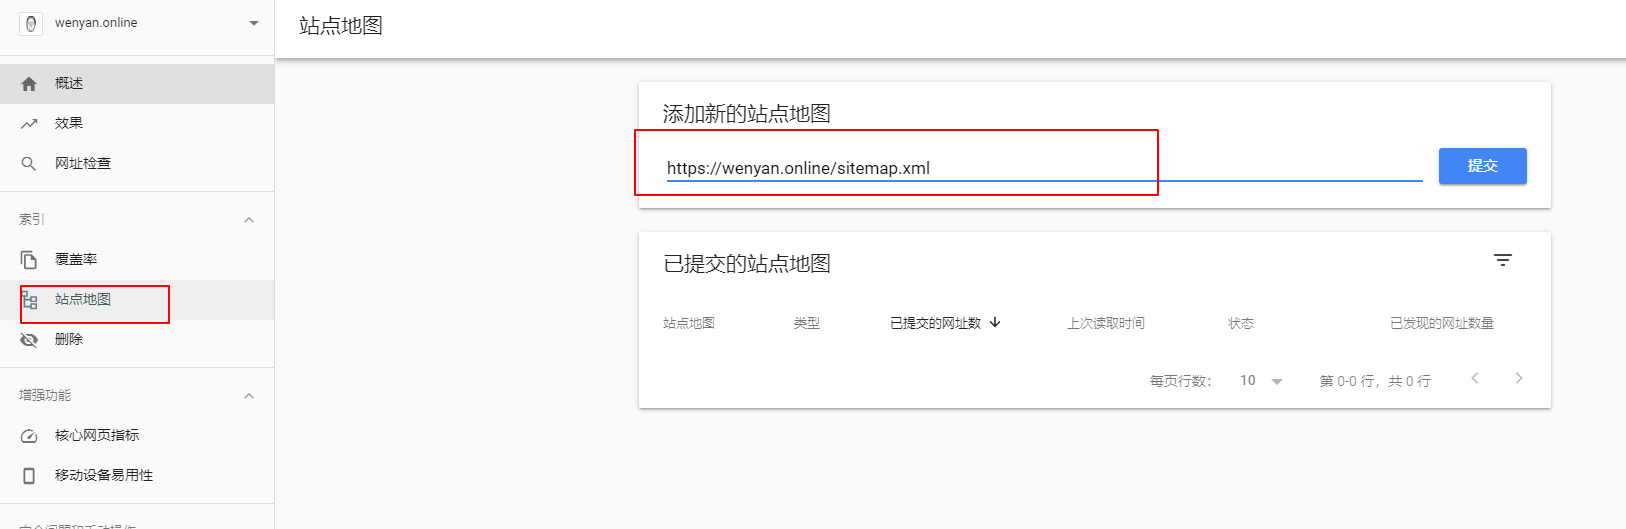 wenyan.online
站点地图
概述
效果
网址检查
索引
覆盖率
站点地图
删除
增强功能
核心网页指标
移动设备易用性
添加新的站点地图
https://wenyan.online/sitemap.xml
提交
已提交的站点地图
站点地图 类型 已提交的网址数 上次读取时间 状态 已发现的网址数量
每页行数： 10 第 0-0 行，共 0 行